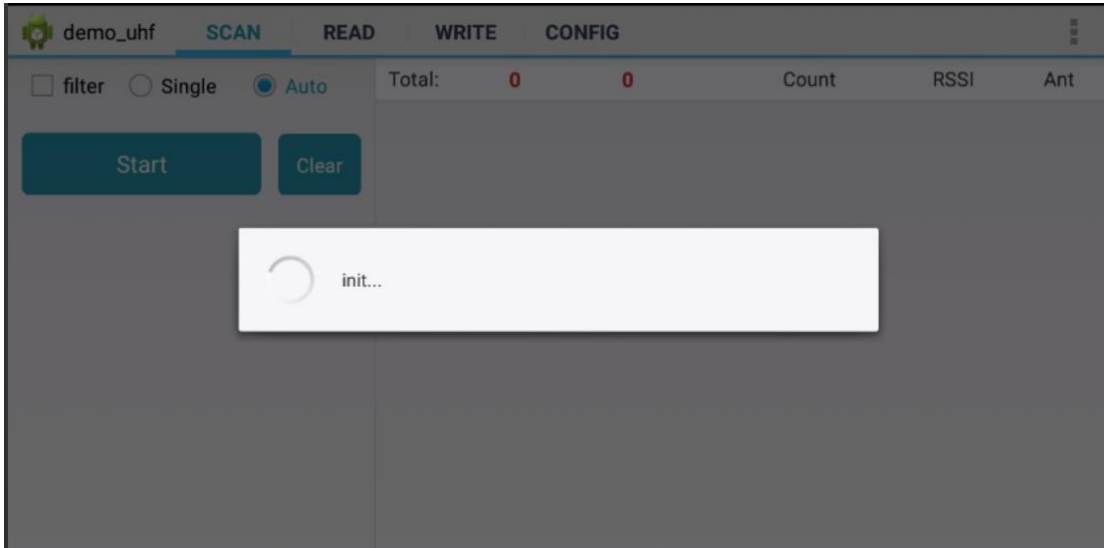 demo_uhf SCAN READ WRITE CONFIG
filter Single Auto Total: 0 0 Count RSSI Ant
Start Clear
init...